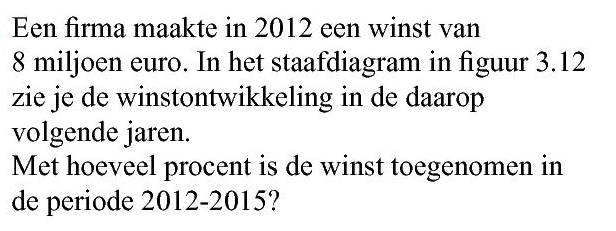 Een firma maakte in 2012 een winst van
8 miljoen euro. In het staafdiagram in figuur 3.12
zie je de winstontwikkeling in de daarop
volgende jaren.
Met hoeveel procent is de winst toegenomen in
de periode 2012-2015?